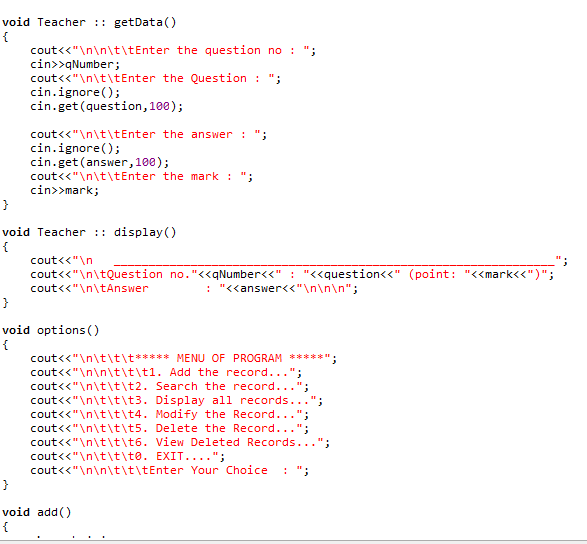 void Teacher :: getData()
{
    cout<<"\n\n\t\tEnter the question no : ";
    cin>>qNumber;
    cout<<"\n\t\tEnter the Question : ";
    cin.ignore();
    cin.get(question,100);

    cout<<"\n\t\tEnter the answer : ";
    cin.ignore();
    cin.get(answer,100);
    cout<<"\n\t\tEnter the mark : ";
    cin>>mark;
}

void Teacher :: display()
{
    cout<<"\n   _______________________________________________________________";
    cout<<"\n\tQuestion no."<<qNumber<<" : "<<question<<" (point: "<<mark<<")";
    cout<<"\n\tAnswer        : "<<answer<<"\n\n\n";
}

void options()
{
    cout<<"\n\t\t\t***** MENU OF PROGRAM *****";
    cout<<"\n\n\t\t\t1. Add the record...";
    cout<<"\n\t\t\t2. Search the record...";
    cout<<"\n\t\t\t3. Display all records...";
    cout<<"\n\t\t\t4. Modify the Record...";
    cout<<"\n\t\t\t5. Delete the Record...";
    cout<<"\n\t\t\t6. View Deleted Records...";
    cout<<"\n\t\t\t0. EXIT....";
    cout<<"\n\n\t\t\tEnter Your Choice  : ";
}

void add()
{